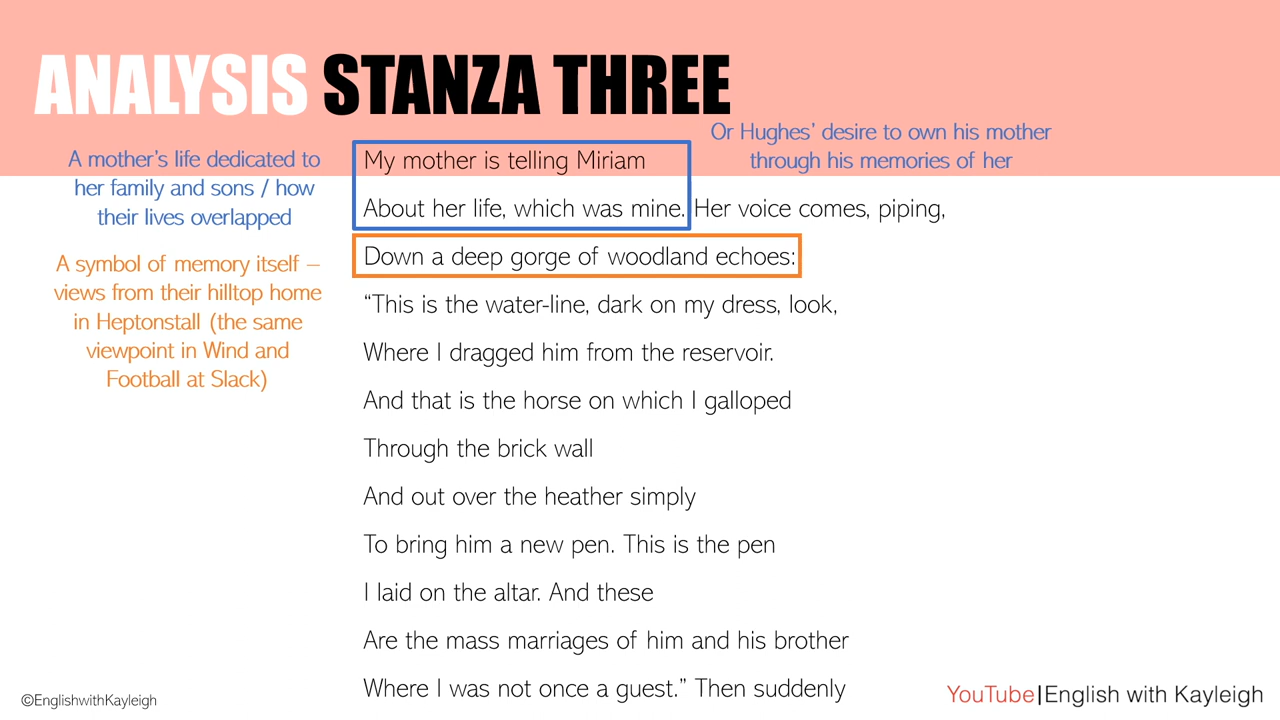 ANALYSIS STANZA THREE
Or Hughes’ desire to own his mother
through his memories of her
A mother’s life dedicated to
her family and sons / how
their lives overlapped
A symbol of memory itself –
views from their hilltop home
in Heptonstall (the same
viewpoint in Wind and
Football at Slack)
My mother is telling Miriam
About her life, which was mine. Her voice comes, piping,
Down a deep gorge of woodland echoes:
“This is the water-line, dark on my dress, look,
Where I dragged him from the reservoir.
And that is the horse on which I galloped
Through the brick wall
And out over the heather simply
To bring him a new pen. This is the pen
I laid on the altar. And these
Are the mass marriages of him and his brother
Where I was not once a guest.” Then suddenly
©EnglishwithKayleigh
YouTube|English with Kayleigh